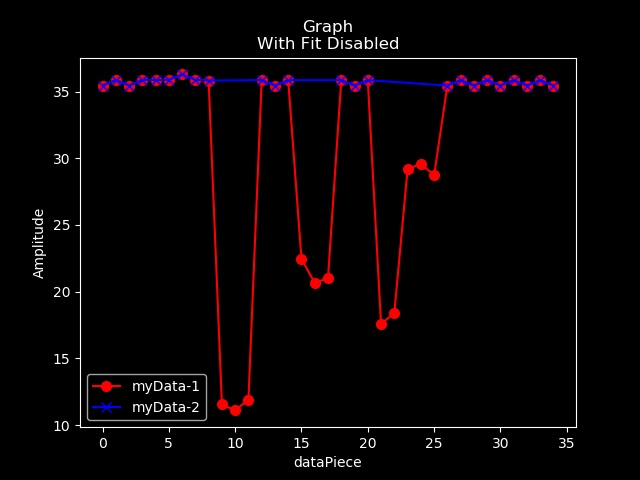 Graph
With Fit Disabled
Amplitude
35
30
25
20
15
10
myData-1
myData-2
0 5 10 15 20 25 30 35
dataPiece